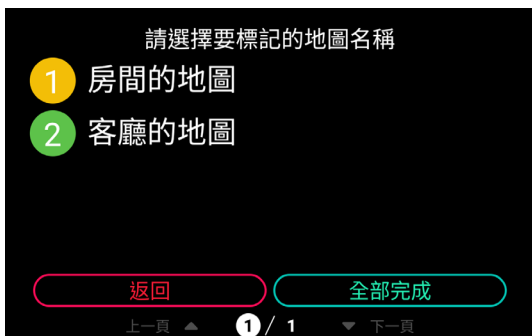 請選擇要標記的地圖名稱
1 房間的地圖
2 客廳的地圖
返回 全部完成
上一頁 ▲ 1 / 1 ▼ 下一頁